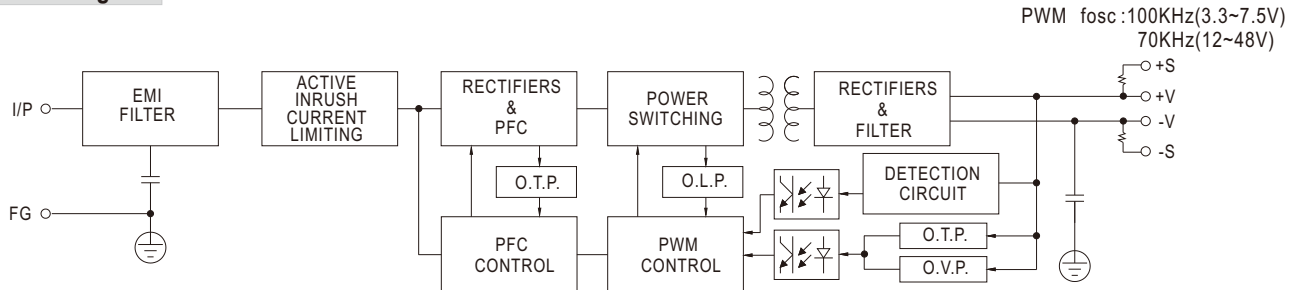 PWM fosc :100KHz(3.3~7.5V)
70KHz(12~48V)
I/P
EMI
FILTER
ACTIVE
INRUSH
CURRENT
LIMITING
RECTIFIERS
&
PFC
POWER
SWITCHING
RECTIFIERS
&
FILTER
+S
+V
-V
-S
O.T.P.
O.L.P.
DETECTION
CIRCUIT
FG
PFC
CONTROL
PWM
CONTROL
O.T.P.
O.V.P.